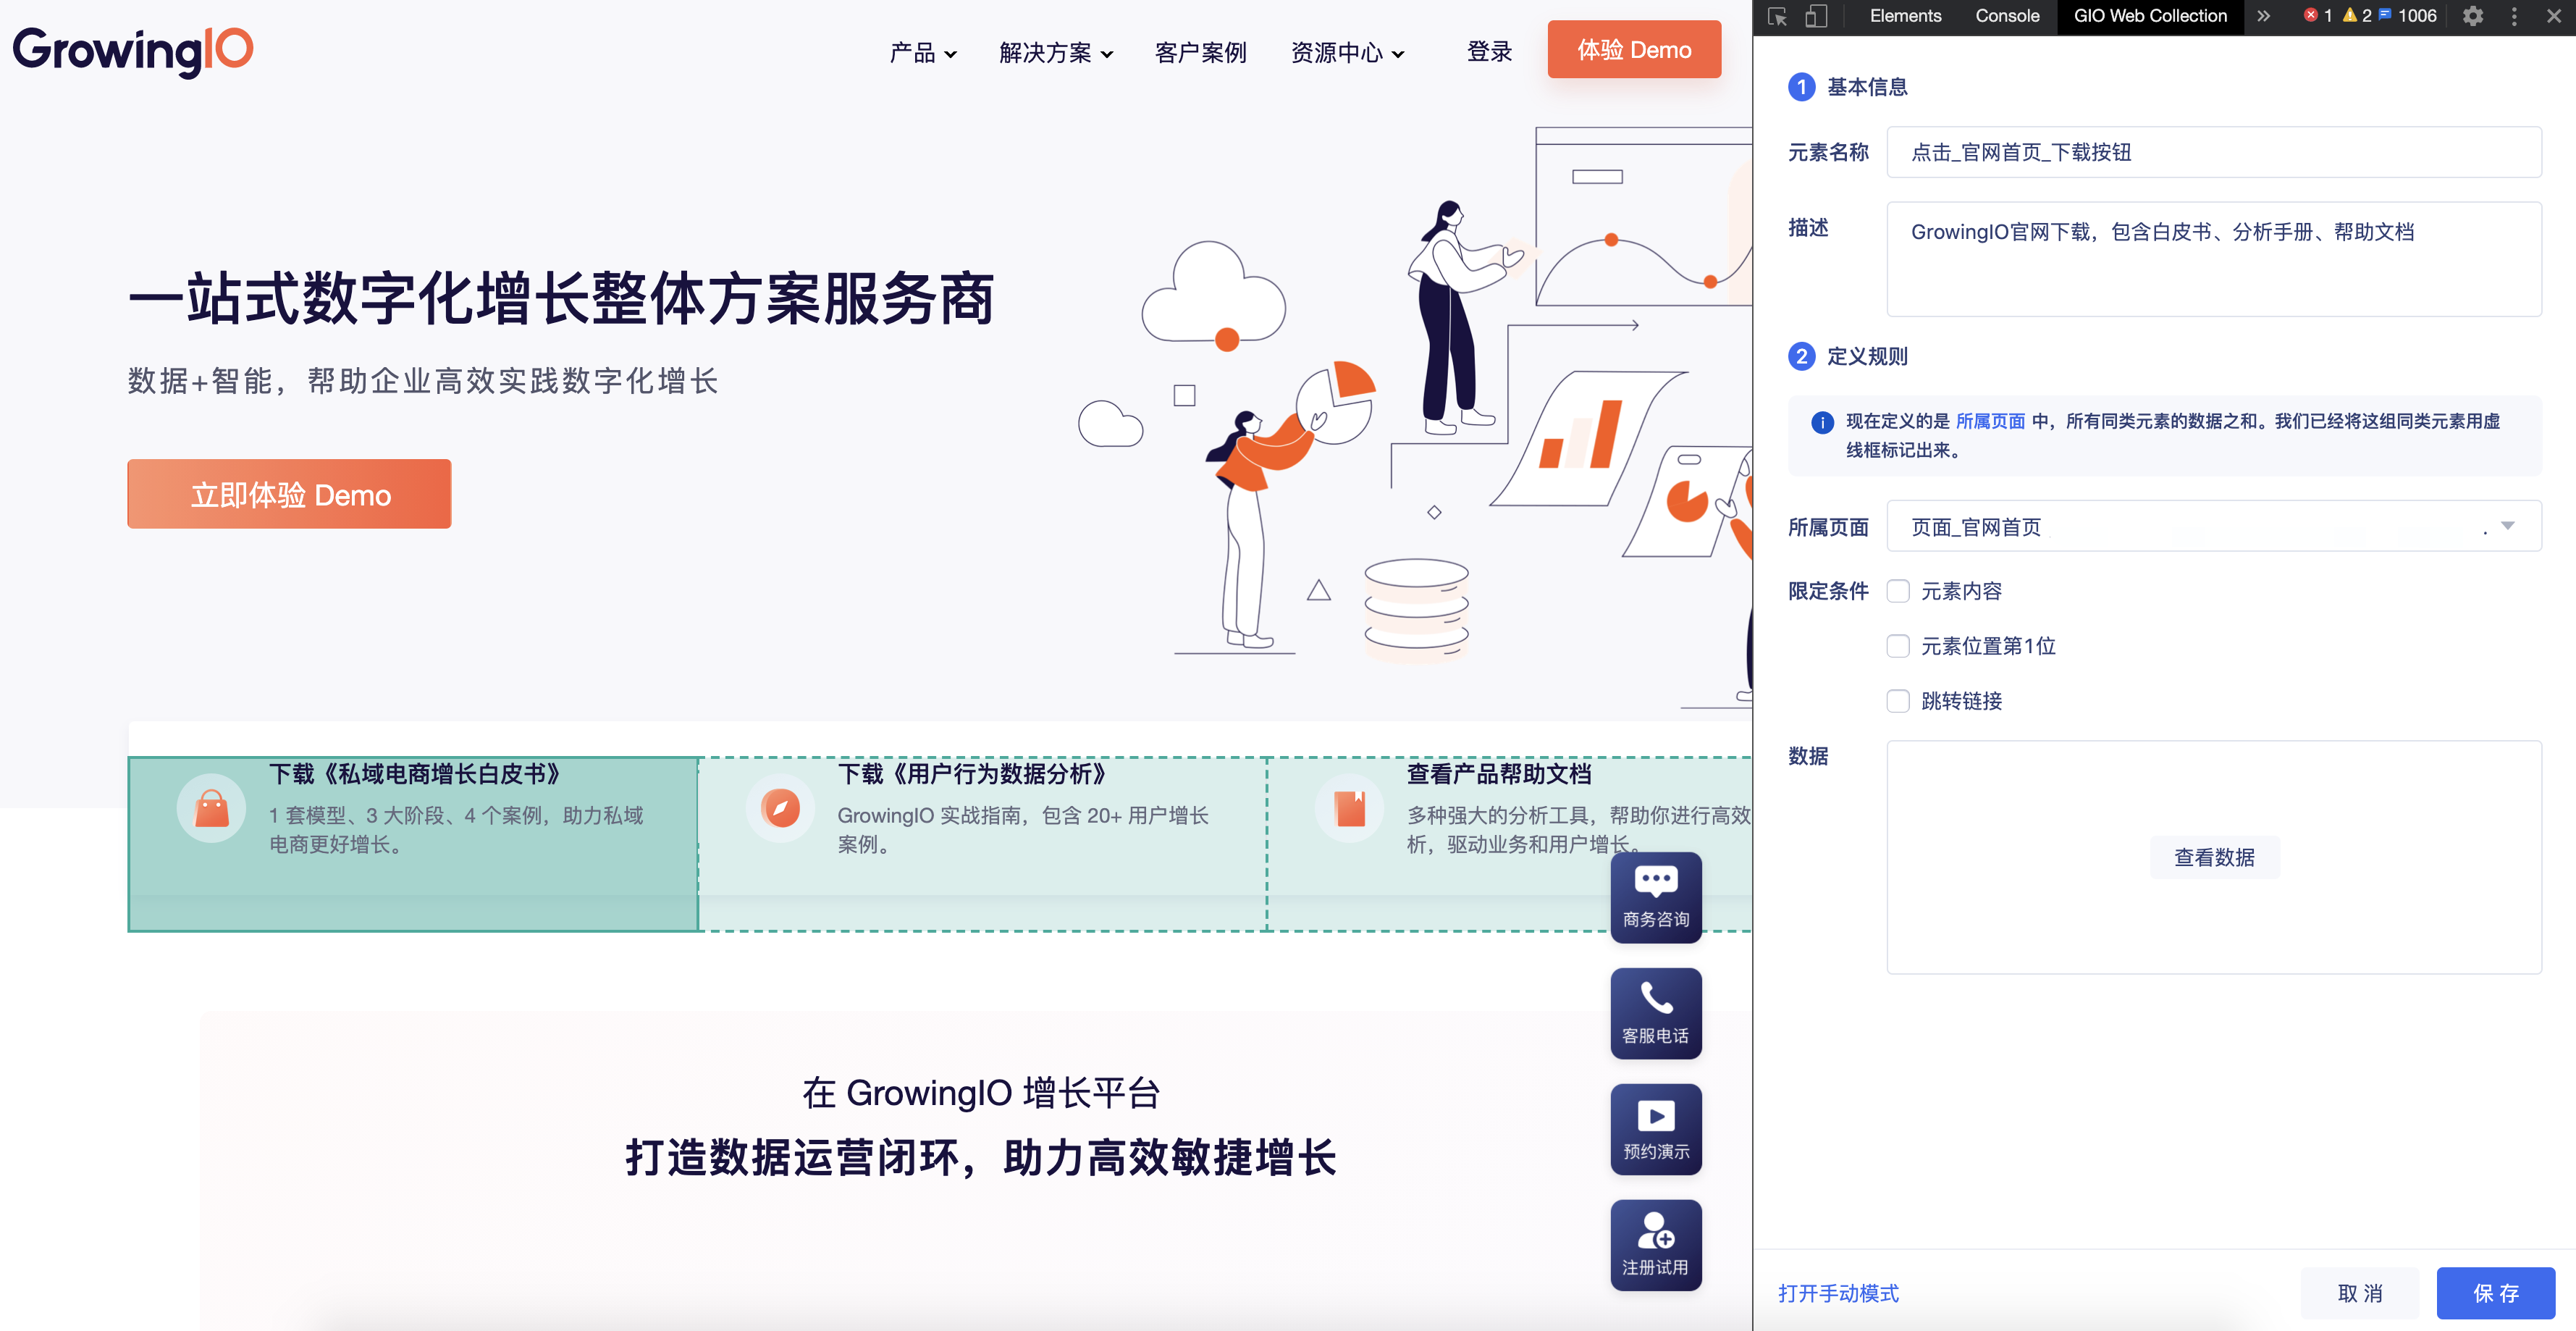 GrowingIO
产品
解决方案
客户案例
资源中心
登录
体验 Demo
一站式数字化增长整体方案服务商
数据+智能，帮助企业高效实践数字化增长
立即体验 Demo
下载《私域电商增长白皮书》
1 套模型、3 大阶段、4 个案例，助力私域
电商更好增长。
下载《用户行为数据分析》
GrowingIO 实战指南，包含 20+ 用户增长
案例。
查看产品帮助文档
多种强大的分析工具，帮助你进行高效
析，驱动业务和用户增长。
商务咨询
客服电话
预约演示
注册试用
在 GrowingIO 增长平台
打造数据运营闭环，助力高效敏捷增长
Elements
Console
GIO Web Collection
1
2
1006
1 基本信息
元素名称
点击_官网首页_下载按钮
描述
GrowingIO官网下载，包含白皮书、分析手册、帮助文档
2 定义规则
现在定义的是 所属页面 中，所有同类元素的数据之和。我们已经将这组同类元素用虚
线框标记出来。
所属页面
页面_官网首页
限定条件
元素内容
元素位置第1位
跳转链接
数据
查看数据
打开手动模式
取 消
保 存